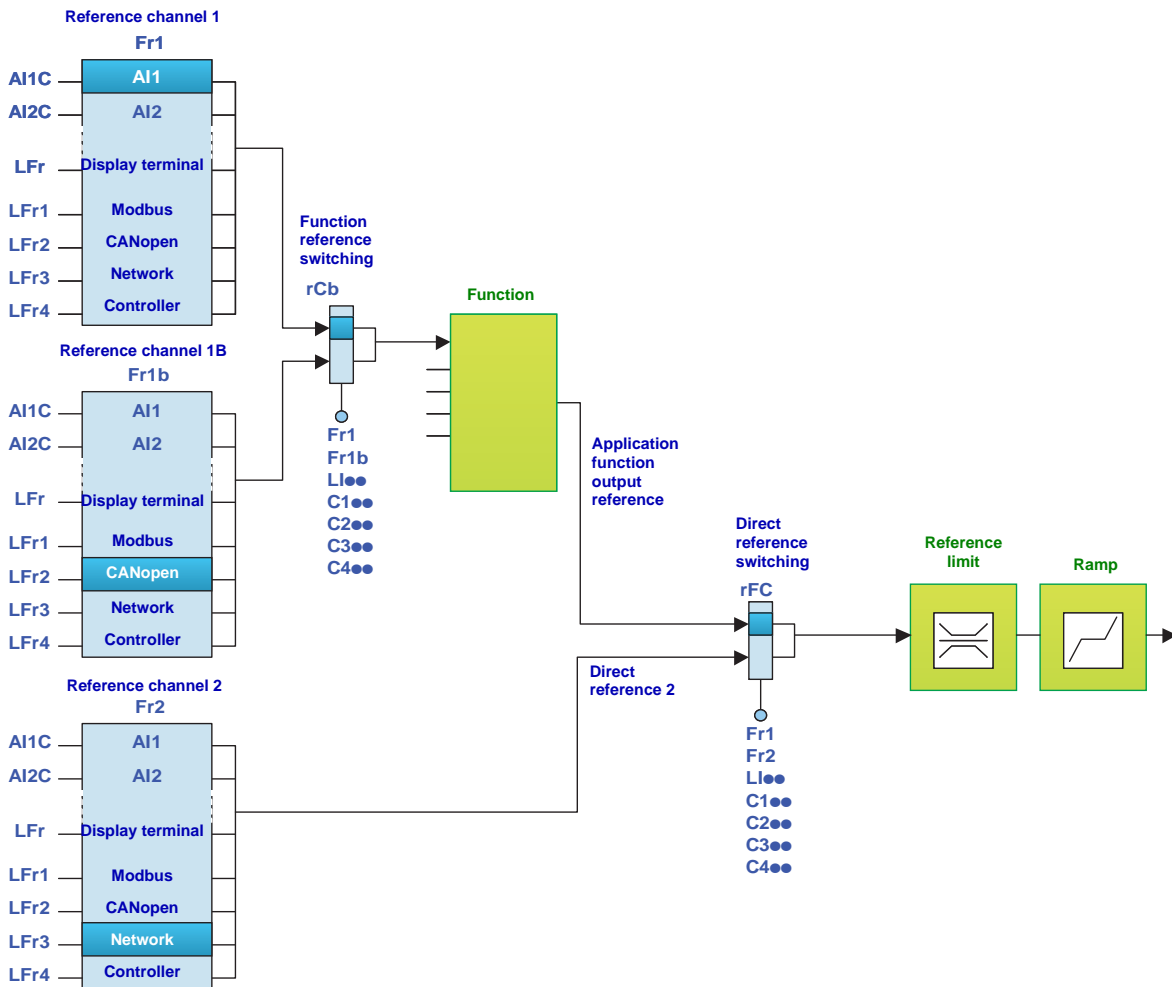 Reference channel 1
Fr1
AI1C AI1
AI2C AI2
LFr Display terminal
LFr1 Modbus
LFr2 CANopen
LFr3 Network
LFr4 Controller
Function
reference
switching
rCb
Fr1
Fr1b
LI●●
C1●●
C2●●
C3●●
C4●●
Function
Reference channel 1B
Fr1b
AI1C AI1
AI2C AI2
LFr Display terminal
LFr1 Modbus
LFr2 CANopen
LFr3 Network
LFr4 Controller
Application
function
output
reference
Direct
reference
switching
rFC
Fr1
Fr2
LI●●
C1●●
C2●●
C3●●
C4●●
Reference
limit
Ramp
Direct
reference 2
Reference channel 2
Fr2
AI1C AI1
AI2C AI2
LFr Display terminal
LFr1 Modbus
LFr2 CANopen
LFr3 Network
LFr4 Controller